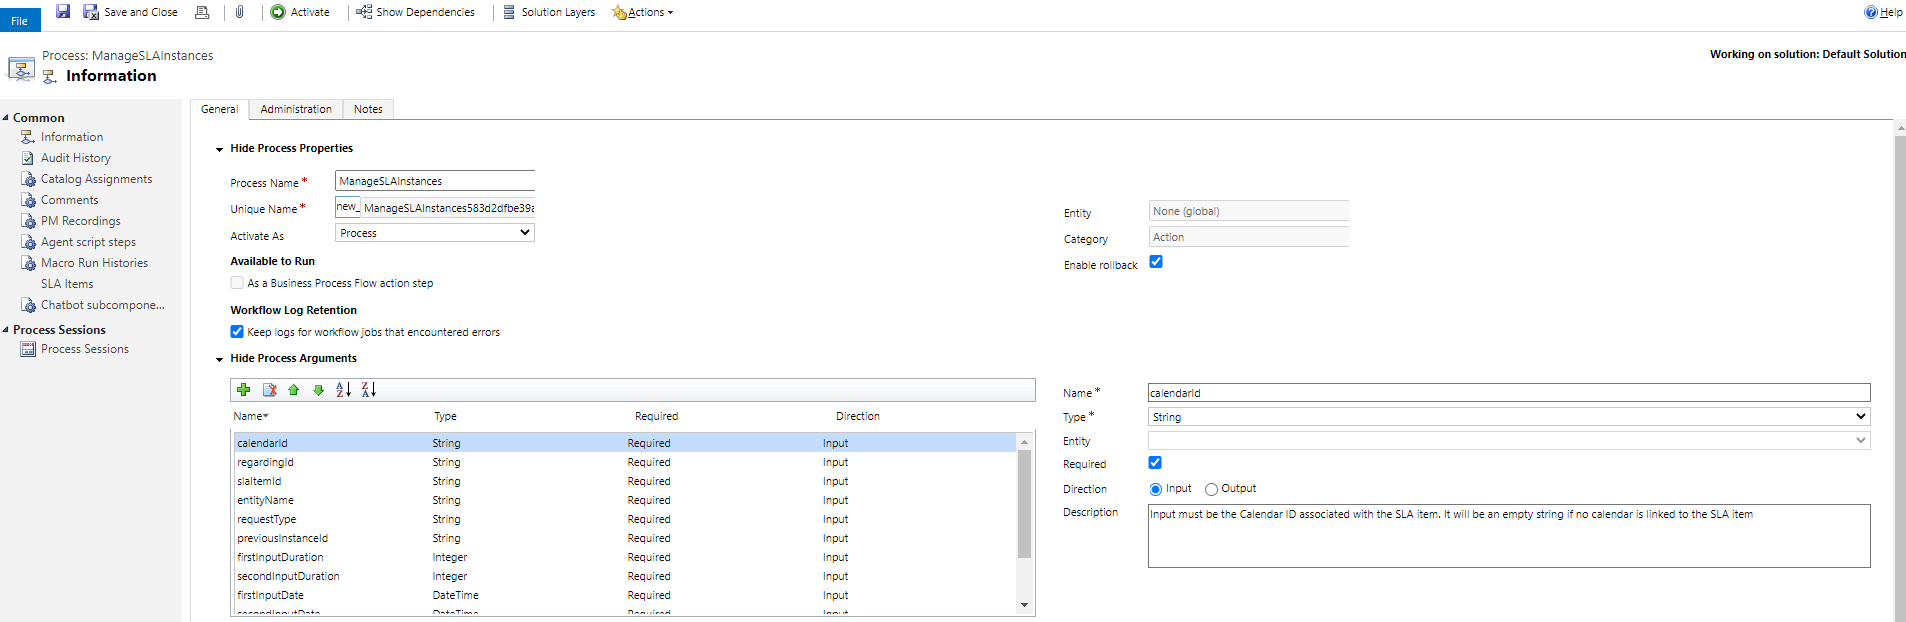 File Save and Close Activate Show Dependencies Solution Layers Actions Help
Process: ManageSLAInstances
Information
Working on solution: Default Solution
Common
Information
Audit History
Catalog Assignments
Comments
PM Recordings
Agent script steps
Macro Run Histories
SLA Items
Chatbot subcompone...
Process Sessions
Process Sessions
General Administration Notes
Hide Process Properties
Process Name * ManageSLAInstances
Unique Name * new_ ManageSLAInstances583d2dfbe39a
Activate As Process
Entity None (global)
Category Action
Enable rollback
Available to Run
As a Business Process Flow action step
Workflow Log Retention
Keep logs for workflow jobs that encountered errors
Hide Process Arguments
Name Type Required Direction
calendarId String Required Input
regardingId String Required Input
slaItemId String Required Input
entityName String Required Input
requestType String Required Input
previousInstanceId String Required Input
firstInputDuration Integer Required Input
secondInputDuration Integer Required Input
firstInputDate DateTime Required Input
secondInputDate DateTime Required Input
Name * calendarId
Type * String
Entity
Required
Direction Input Output
Description Input must be the Calendar ID associated with the SLA item. It will be an empty string if no calendar is linked to the SLA item